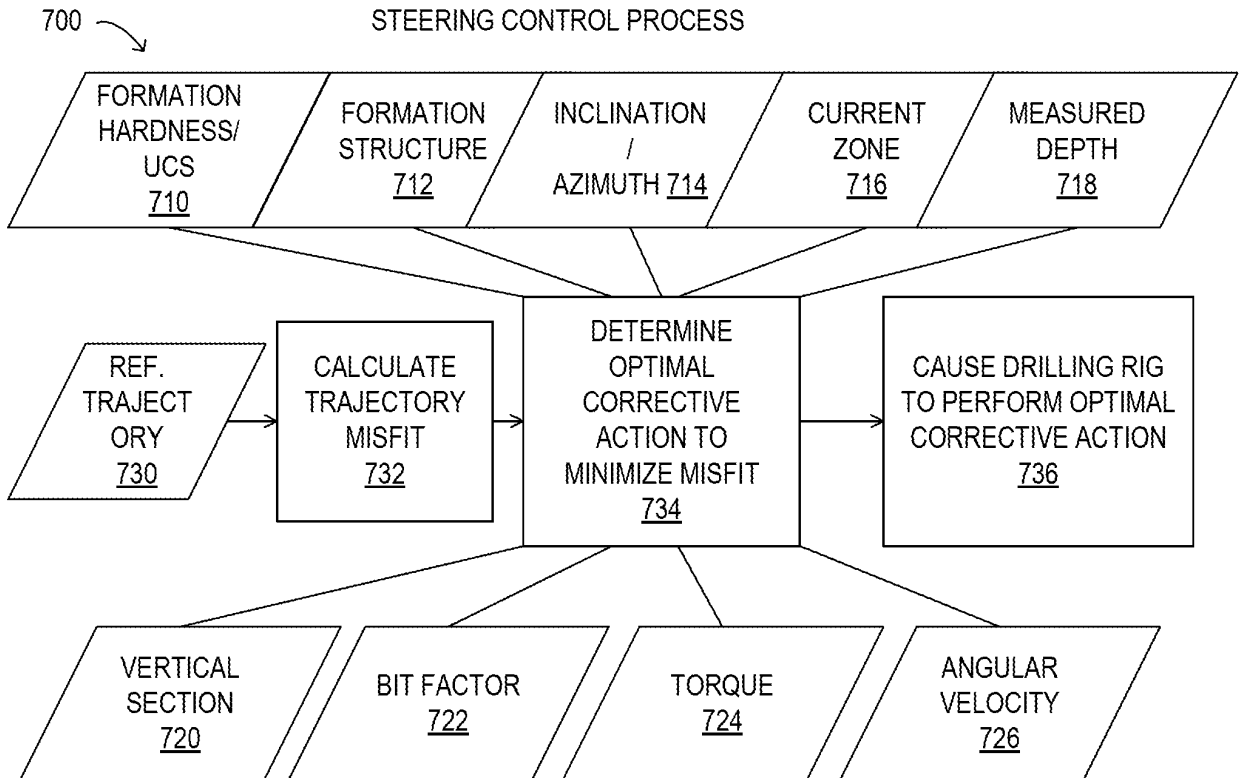 700
STEERING CONTROL PROCESS
FORMATION
HARDNESS/
UCS
710
FORMATION
STRUCTURE
712
INCLINATION
/
AZIMUTH 714
CURRENT
ZONE
716
MEASURED
DEPTH
718
REF.
TRAJECT
ORY
730
CALCULATE
TRAJECTORY
MISFIT
732
DETERMINE
OPTIMAL
CORRECTIVE
ACTION TO
MINIMIZE MISFIT
734
CAUSE DRILLING RIG
TO PERFORM OPTIMAL
CORRECTIVE ACTION
736
VERTICAL
SECTION
720
BIT FACTOR
722
TORQUE
724
ANGULAR
VELOCITY
726